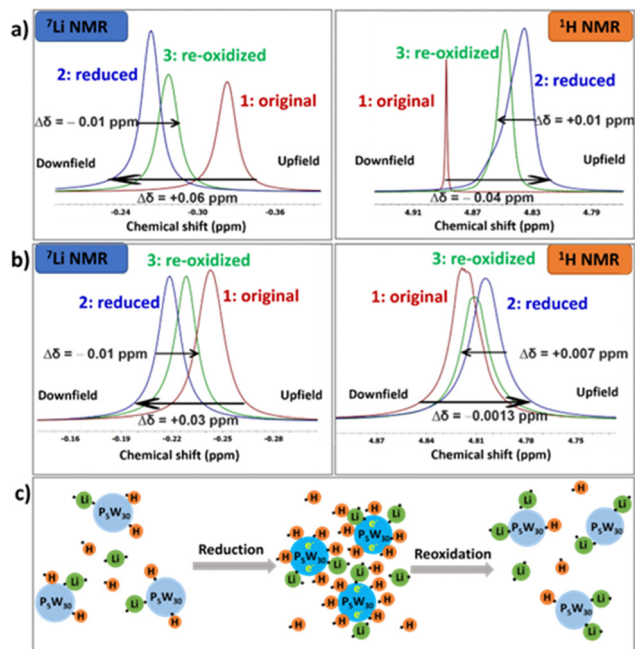 a)
⁷Li NMR
¹H NMR
3: re-oxidized
2: reduced
1: original
Δδ = − 0.01 ppm
Downfield
Upfield
Δδ = +0.06 ppm
-0.24 -0.30 -0.36
Chemical shift (ppm)
3: re-oxidized
2: reduced
1: original
Δδ = +0.01 ppm
Downfield
Upfield
Δδ = − 0.04 ppm
4.91 4.87 4.83 4.79
Chemical shift (ppm)
b)
⁷Li NMR
¹H NMR
3: re-oxidized
2: reduced
1: original
Δδ = − 0.01 ppm
Downfield
Upfield
Δδ = +0.03 ppm
-0.16 -0.19 -0.22 -0.25 -0.28
Chemical shift (ppm)
3: re-oxidized
1: original
2: reduced
Δδ = +0.007 ppm
Downfield
Upfield
Δδ = −0.0013 ppm
4.87 4.84 4.81 4.78 4.75
Chemical shift (ppm)
c)
Li
H
P₅W₃₀
Reduction
e⁻
P₅W₃₀
Reoxidation
P₅W₃₀
Li
H